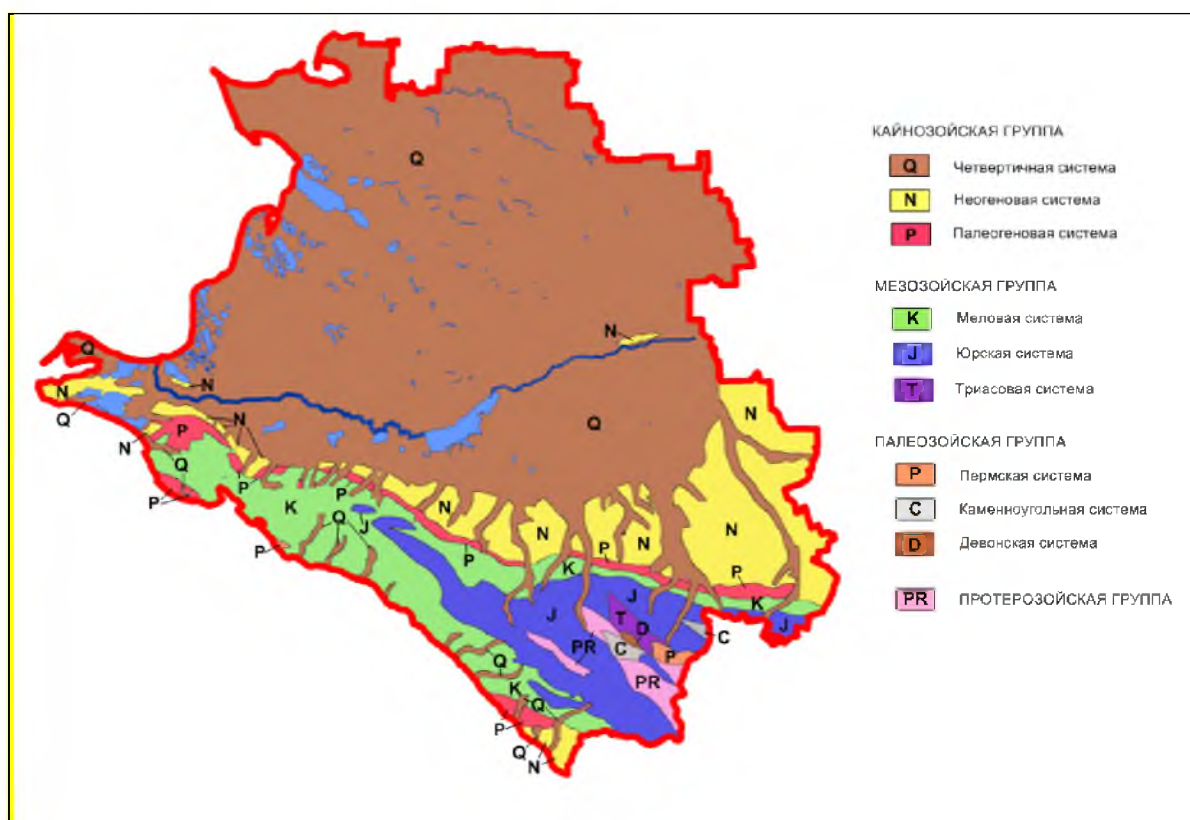 КАЙНОЗОЙСКАЯ ГРУППА
Q Четвертичная система
N Неогеновая система
P Палеогеновая система
МЕЗОЗОЙСКАЯ ГРУППА
K Меловая система
J Юрская система
T Триасовая система
ПАЛЕОЗОЙСКАЯ ГРУППА
P Пермская система
C Каменноугольная система
D Девонская система
PR ПРОТЕРОЗОЙСКАЯ ГРУППА
Q
N
Q
N
N
Q
N
Q
N
P
N
Q
P
P
P
K
Q
J
P
P
N
N
P
N
N
N
P
K
K
J
J
J
T
D
C
C
P
PR
PR
Q
K
Q
P
Q
N